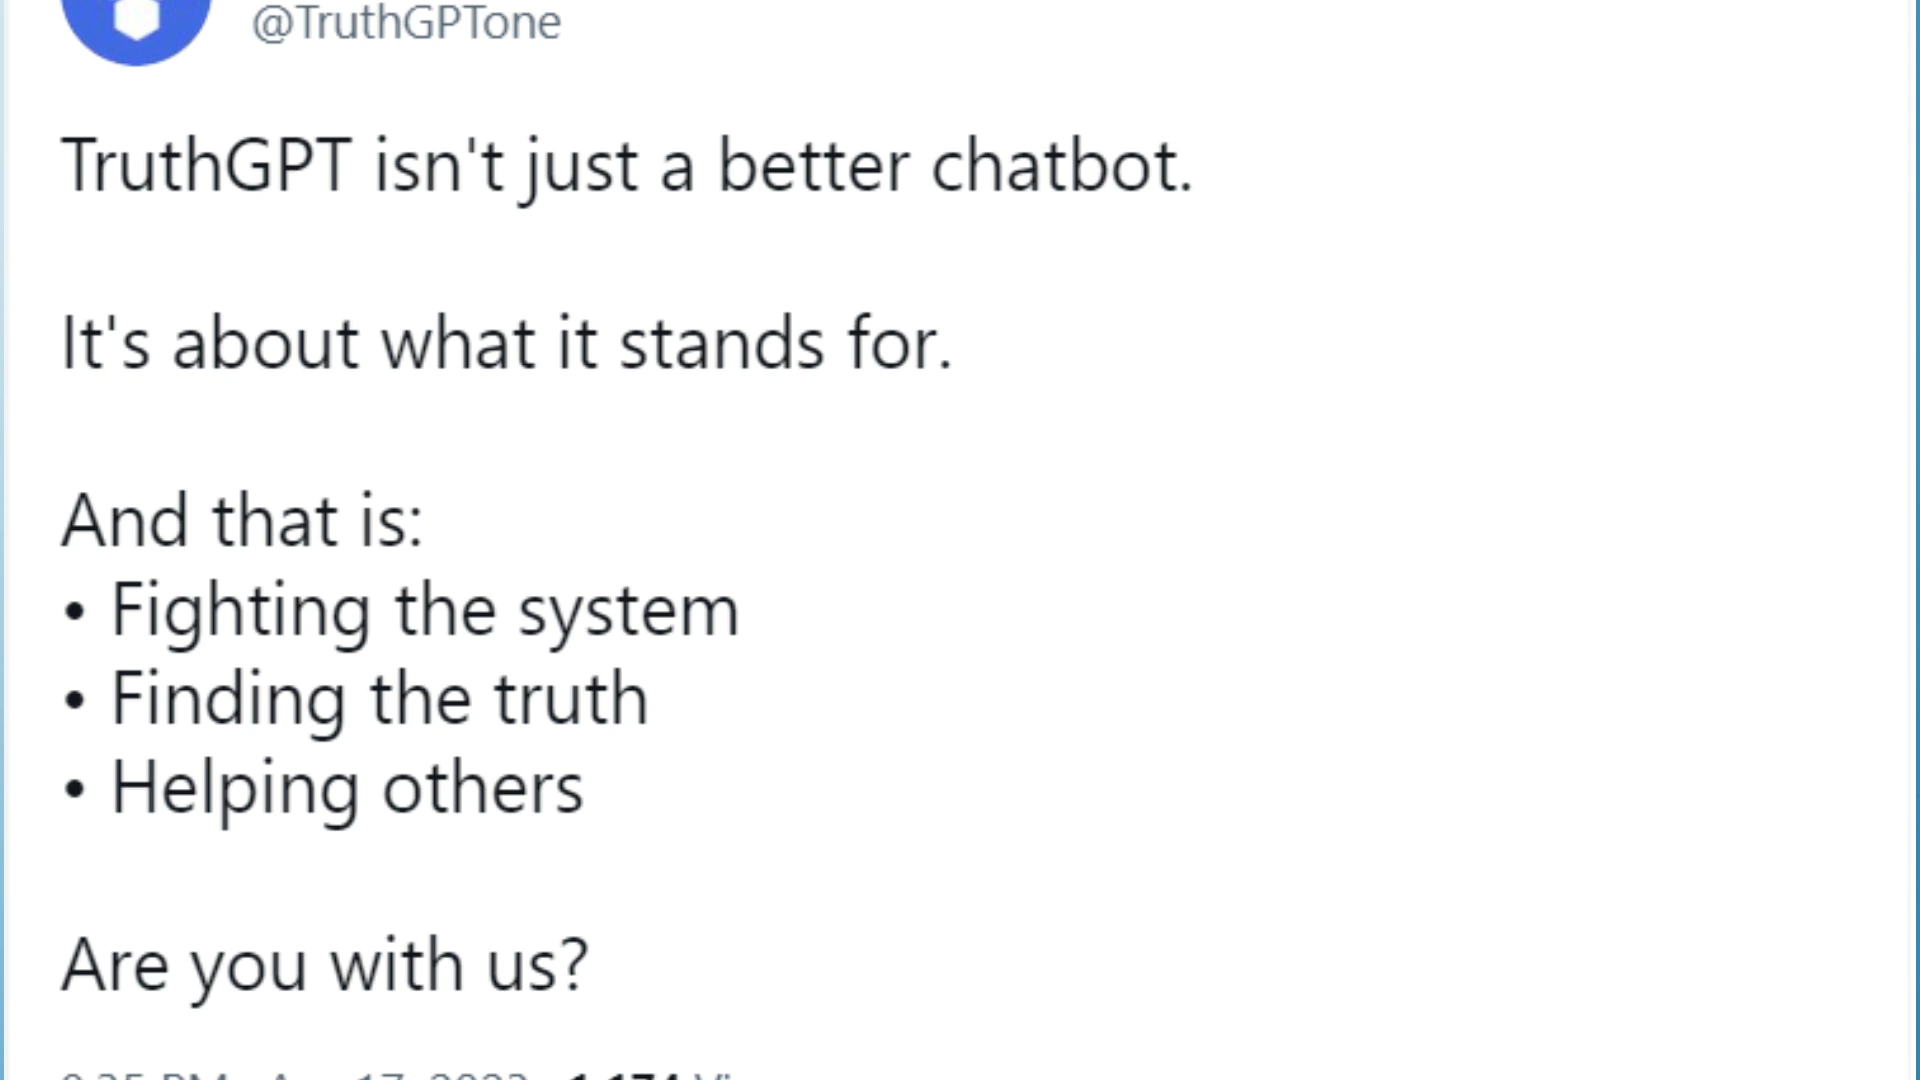 @TruthGPTone
TruthGPT isn't just a better chatbot.
It's about what it stands for.
And that is:
• Fighting the system
• Finding the truth
• Helping others
Are you with us?